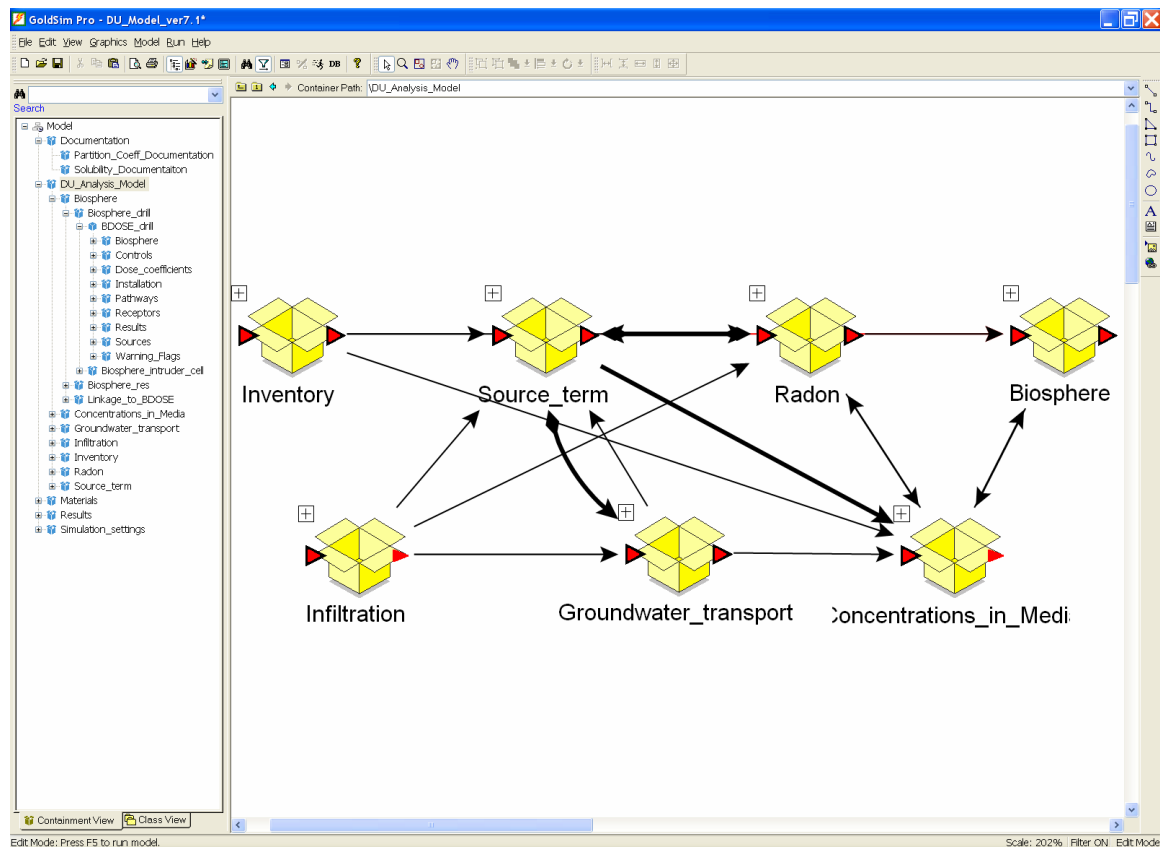 GoldSim Pro - DU_Model_ver7.1*
File Edit View Graphics Model Run Help
DB
Container Path: \DU_Analysis_Model
Search
Model
Documentation
Partition_Coeff_Documentation
Solubility_Documentaiton
DU_Analysis_Model
Biosphere
Biosphere_drill
BDOSE_drill
Biosphere
Controls
Dose_coefficients
Installation
Pathways
Receptors
Results
Sources
Warning_Flags
Biosphere_intruder_cell
Biosphere_res
Linkage_to_BDOSE
Concentrations_in_Media
Groundwater_transport
Infiltration
Inventory
Radon
Source_term
Materials
Results
Simulation_settings
Inventory
Source_term
Radon
Biosphere
Infiltration
Groundwater_transport
Concentrations_in_Medi
A
Containment View Class View
Edit Mode: Press F5 to run model.
Scale: 202% Filter ON Edit Mode